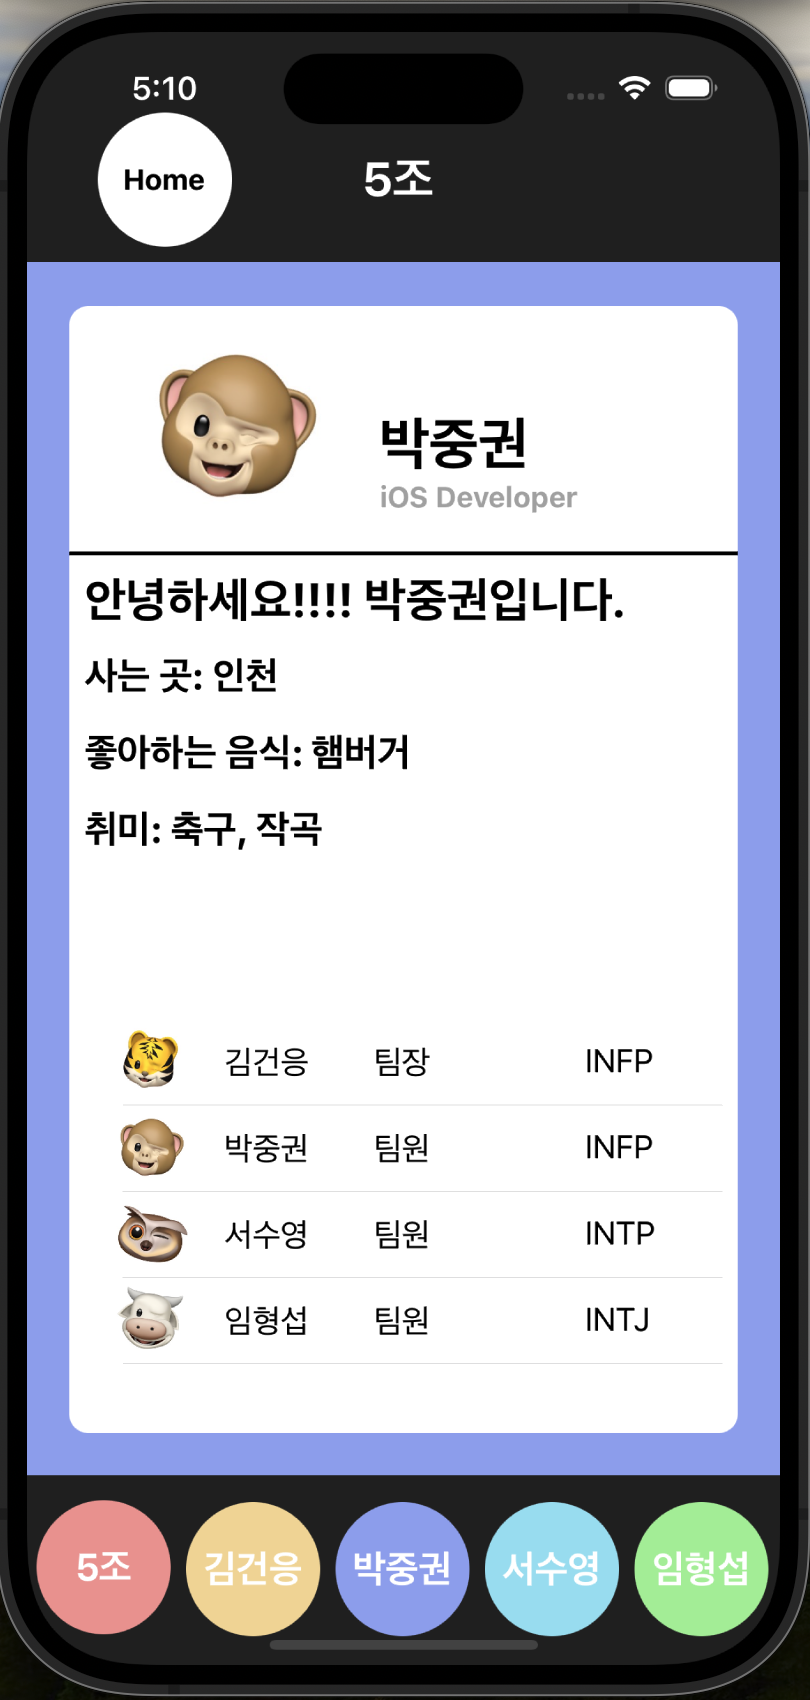 5:10
Home
5조
박중권
iOS Developer
안녕하세요!!!! 박중권입니다.
사는 곳: 인천
좋아하는 음식: 햄버거
취미: 축구, 작곡
김건응 팀장 INFP
박중권 팀원 INFP
서수영 팀원 INTP
임형섭 팀원 INTJ
5조 김건응 박중권 서수영 임형섭